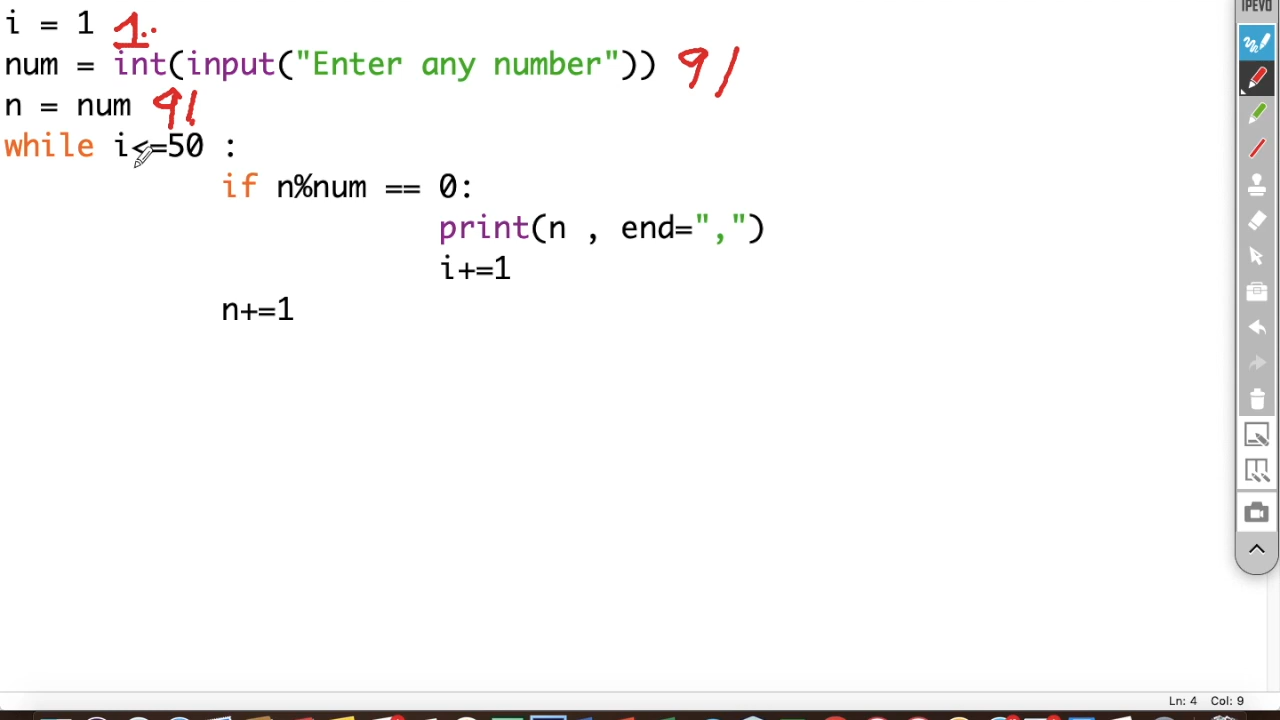 i = 1 1.
num = int(input("Enter any number")) 91
n = num 91
while i<=50 :
if n%num == 0:
print(n , end=",")
i+=1
n+=1
IPEVO
Ln: 4 Col: 9